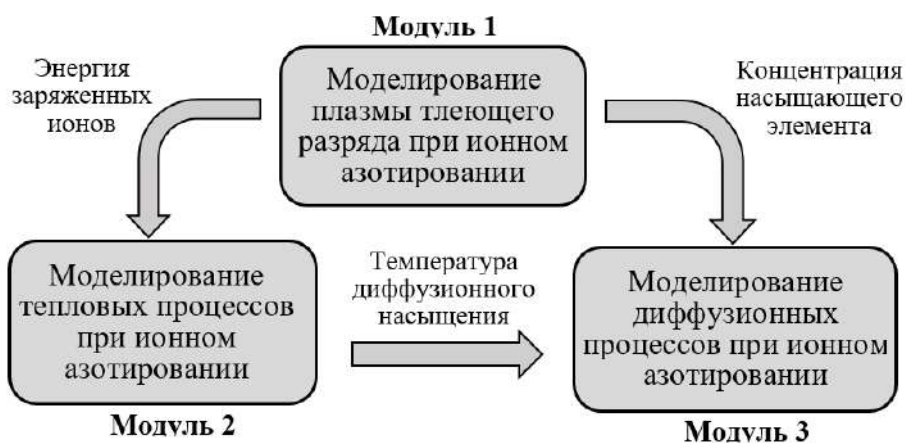 Модуль 1
Моделирование
плазмы тлеющего
разряда при ионном
азотировании
Энергия
заряженных
ионов
Концентрация
насыщающего
элемента
Моделирование
тепловых процессов
при ионном
азотировании
Модуль 2
Температура
диффузионного
насыщения
Моделирование
диффузионных
процессов при ионном
азотировании
Модуль 3